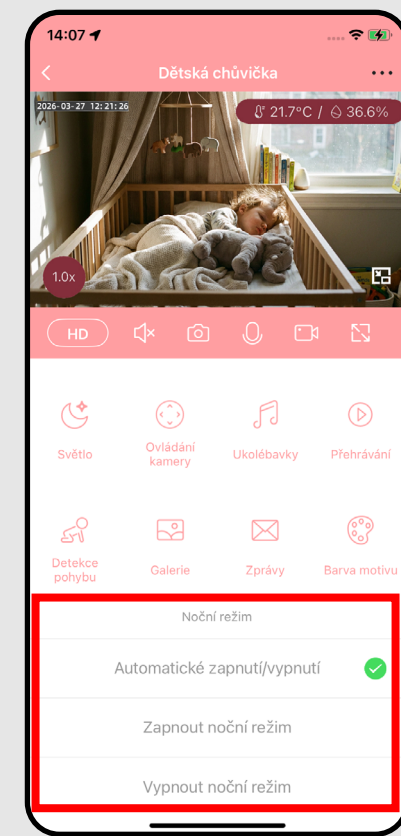 14:07
Dětská chůvička
2026-03-27 12:21:26
21.7°C / 36.6%
1.0x
HD
Světlo
Ovládání
kamery
Ukolébavky
Přehrávání
Detekce
pohybu
Galerie
Zprávy
Barva motivu
Noční režim
Automatické zapnutí/vypnutí
Zapnout noční režim
Vypnout noční režim